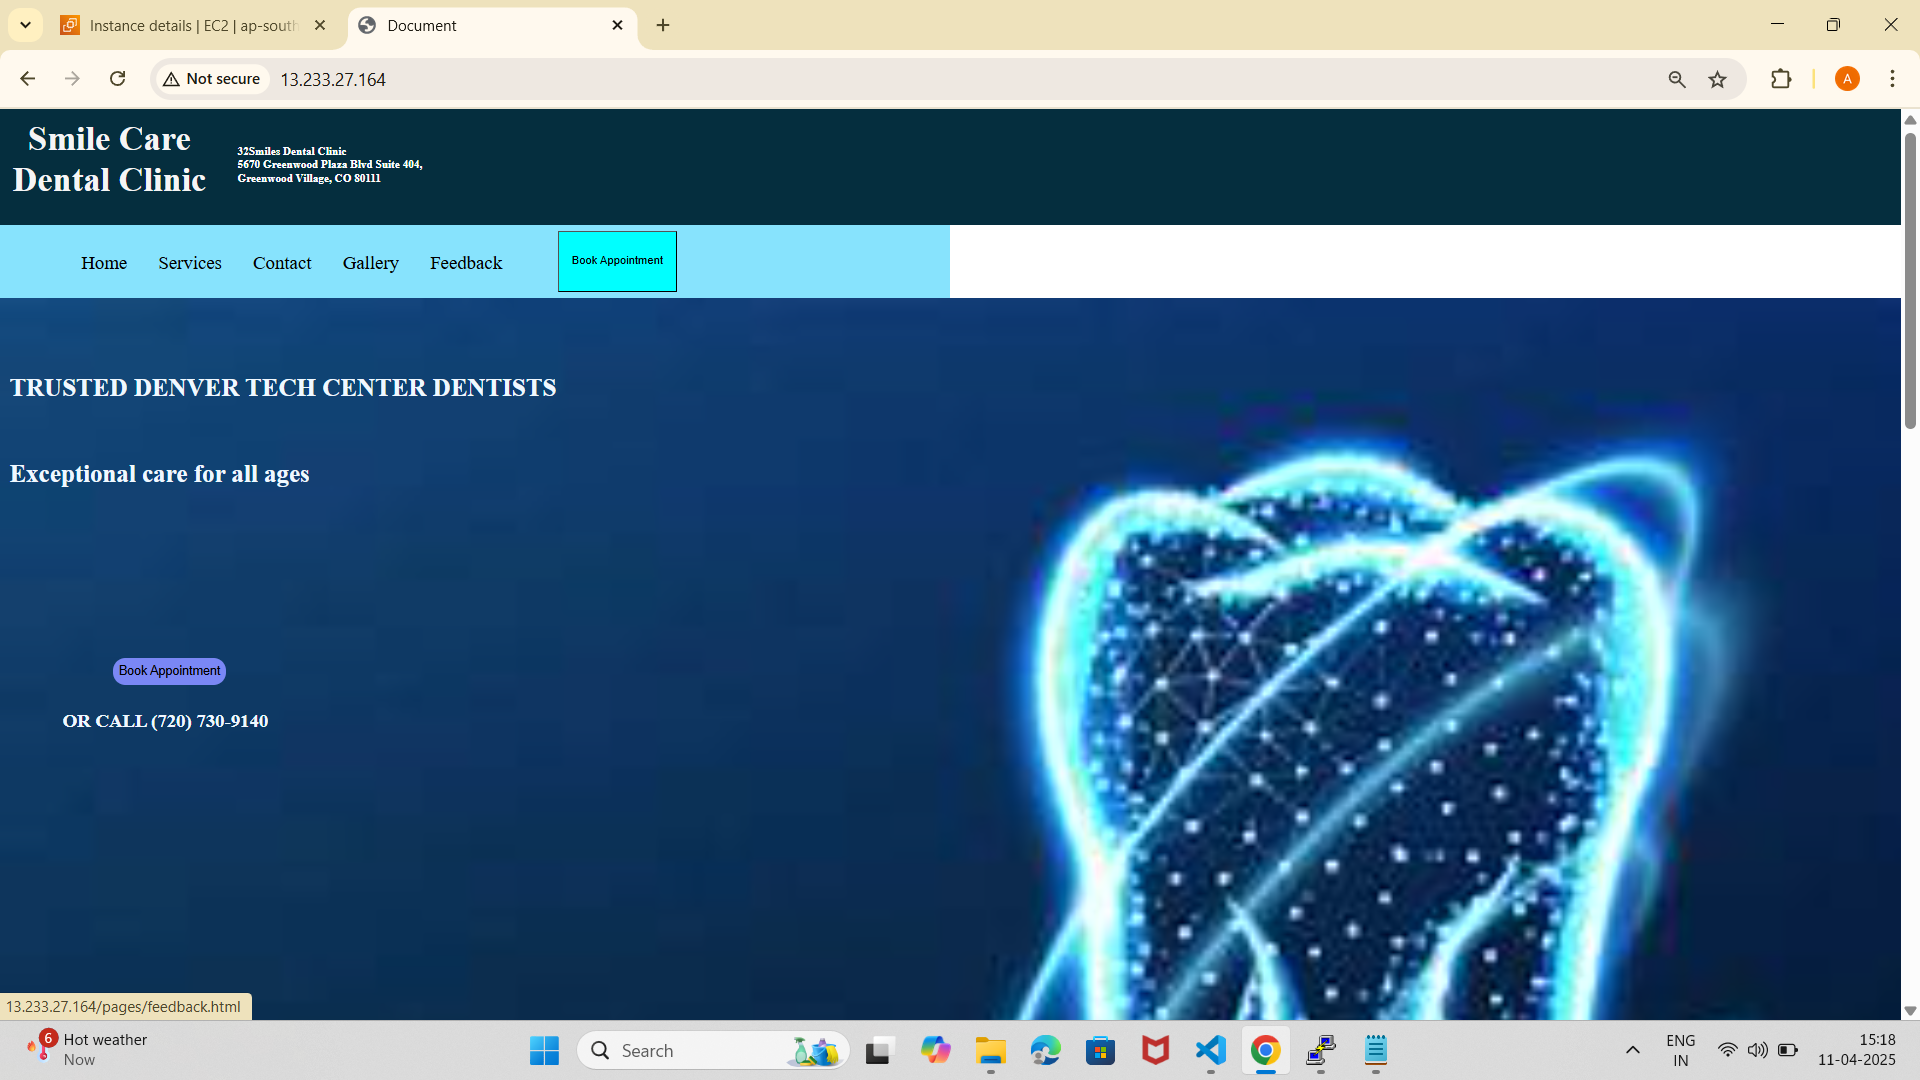 Instance details | EC2 | ap-south
Document
Not secure
13.233.27.164
A
Smile Care
Dental Clinic
32Smiles Dental Clinic
5670 Greenwood Plaza Blvd Suite 404,
Greenwood Village, CO 80111
Home
Services
Contact
Gallery
Feedback
Book Appointment
TRUSTED DENVER TECH CENTER DENTISTS
Exceptional care for all ages
Book Appointment
OR CALL (720) 730-9140
13.233.27.164/pages/feedback.html
6
Hot weather
Now
Search
ENG
IN
15:18
11-04-2025